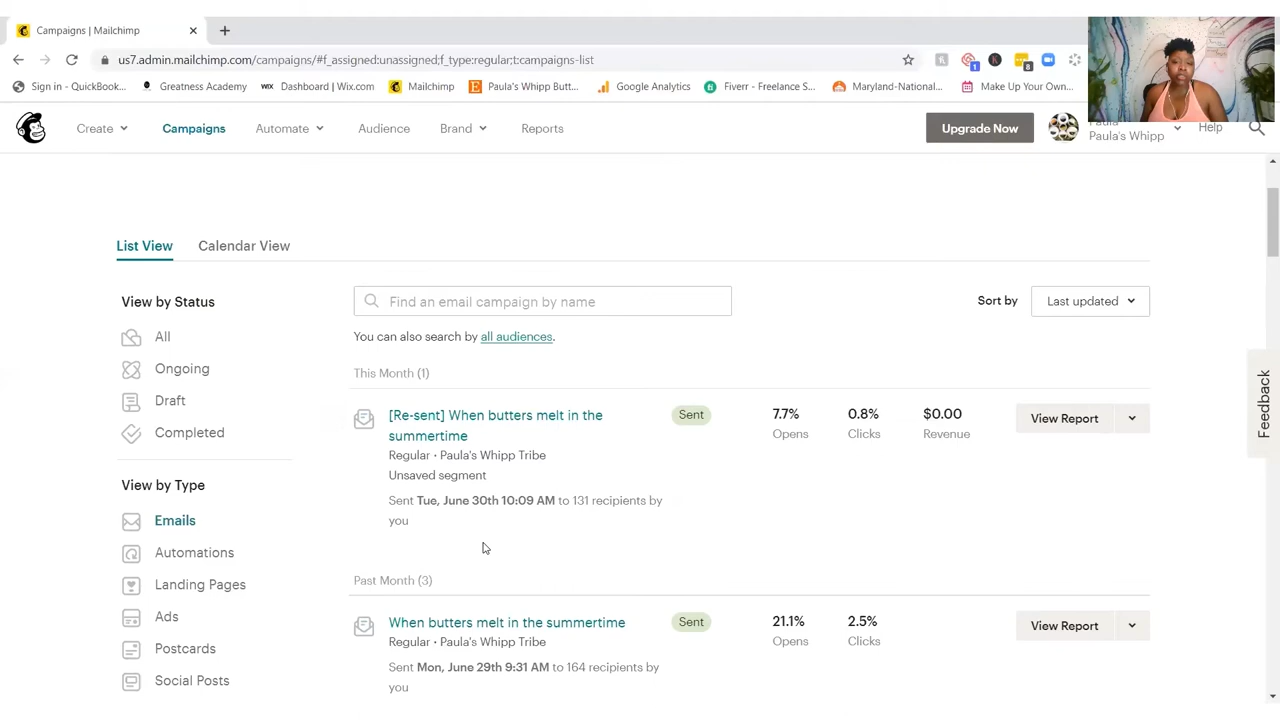 Campaigns | Mailchimp
us7.admin.mailchimp.com/campaigns/#f_assigned:unassigned;f_type:regular;t:campaigns-list
1
8
Sign in - QuickBook...
Greatness Academy
WIX Dashboard | Wix.com
Mailchimp
Paula's Whipp Butt...
Google Analytics
Fiverr - Freelance S...
Maryland-National...
Make Up Your Own...
Create
Campaigns
Automate
Audience
Brand
Reports
Upgrade Now
Paula
Paula's Whipp
Help
List View
Calendar View
View by Status
Find an email campaign by name
Sort by
Last updated
All
You can also search by all audiences.
Ongoing
This Month (1)
Draft
Completed
[Re-sent] When butters melt in the
summertime
Regular · Paula's Whipp Tribe
Unsaved segment
Sent Tue, June 30th 10:09 AM to 131 recipients by
you
Sent
7.7%
Opens
0.8%
Clicks
$0.00
Revenue
View Report
Feedback
View by Type
Emails
Automations
Landing Pages
Ads
Postcards
Social Posts
Past Month (3)
When butters melt in the summertime
Regular · Paula's Whipp Tribe
Sent Mon, June 29th 9:31 AM to 164 recipients by
you
Sent
21.1%
Opens
2.5%
Clicks
View Report